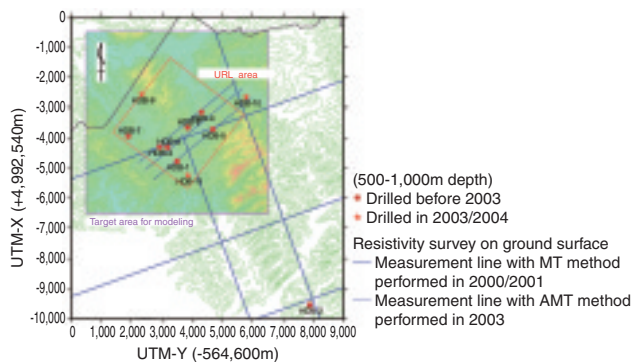 0
-1,000
-2,000
-3,000
-4,000
-5,000
-6,000
-7,000
-8,000
-9,000
-10,000
UTM-X (+4,992,540m)
URL area
Target area for modeling
0 1,000 2,000 3,000 4,000 5,000 6,000 7,000 8,000 9,000
UTM-Y (-564,600m)
(500-1,000m depth)
Drilled before 2003
Drilled in 2003/2004
Resistivity survey on ground surface
Measurement line with MT method
performed in 2000/2001
Measurement line with AMT method
performed in 2003